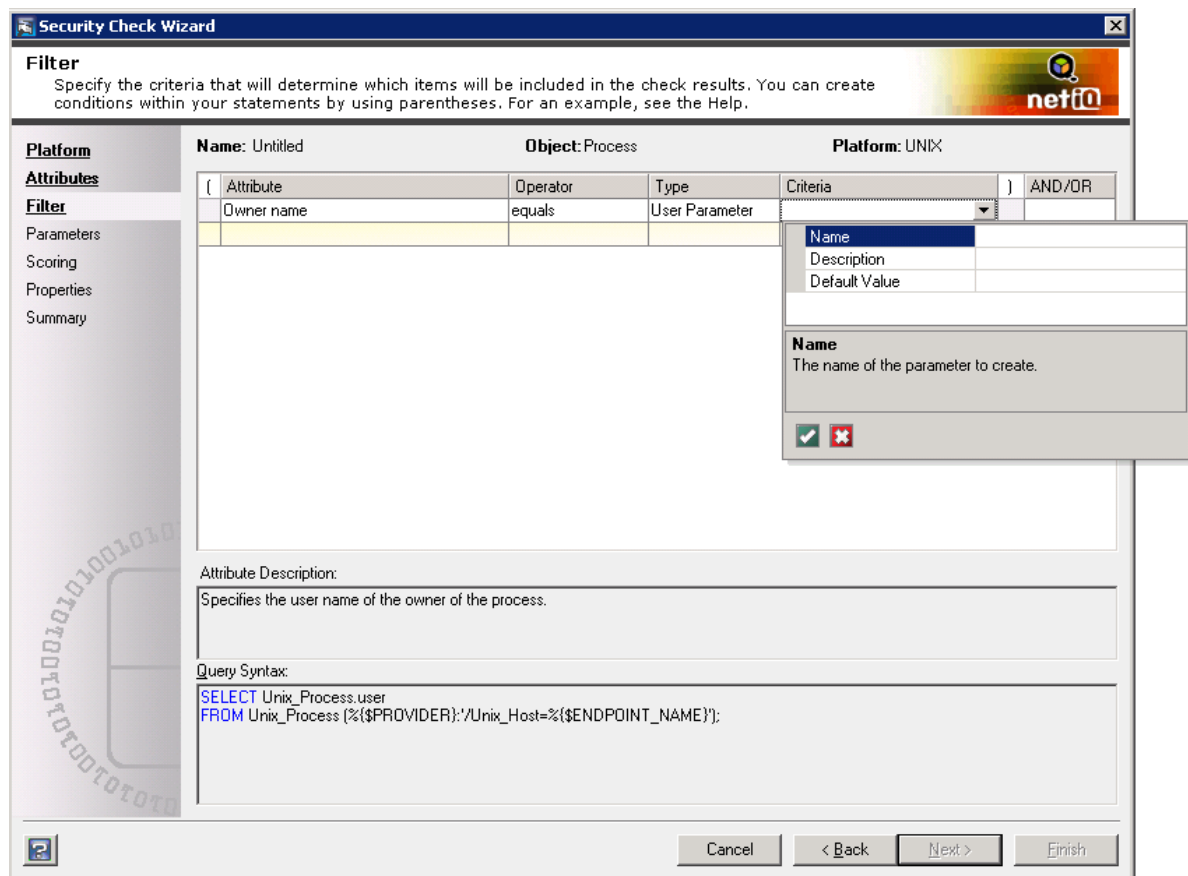 Security Check Wizard
Filter
Specify the criteria that will determine which items will be included in the check results. You can create
conditions within your statements by using parentheses. For an example, see the Help.
netIQ
Platform
Attributes
Filter
Parameters
Scoring
Properties
Summary
Name: Untitled Object: Process Platform: UNIX
( Attribute Operator Type Criteria ) AND/OR
Owner name equals User Parameter
Name
Description
Default Value
Name
The name of the parameter to create.
Attribute Description:
Specifies the user name of the owner of the process.
Query Syntax:
SELECT Unix_Process.user
FROM Unix_Process (%{$PROVIDER}:'/Unix_Host=%{$ENDPOINT_NAME}');
Cancel < Back Next > Finish